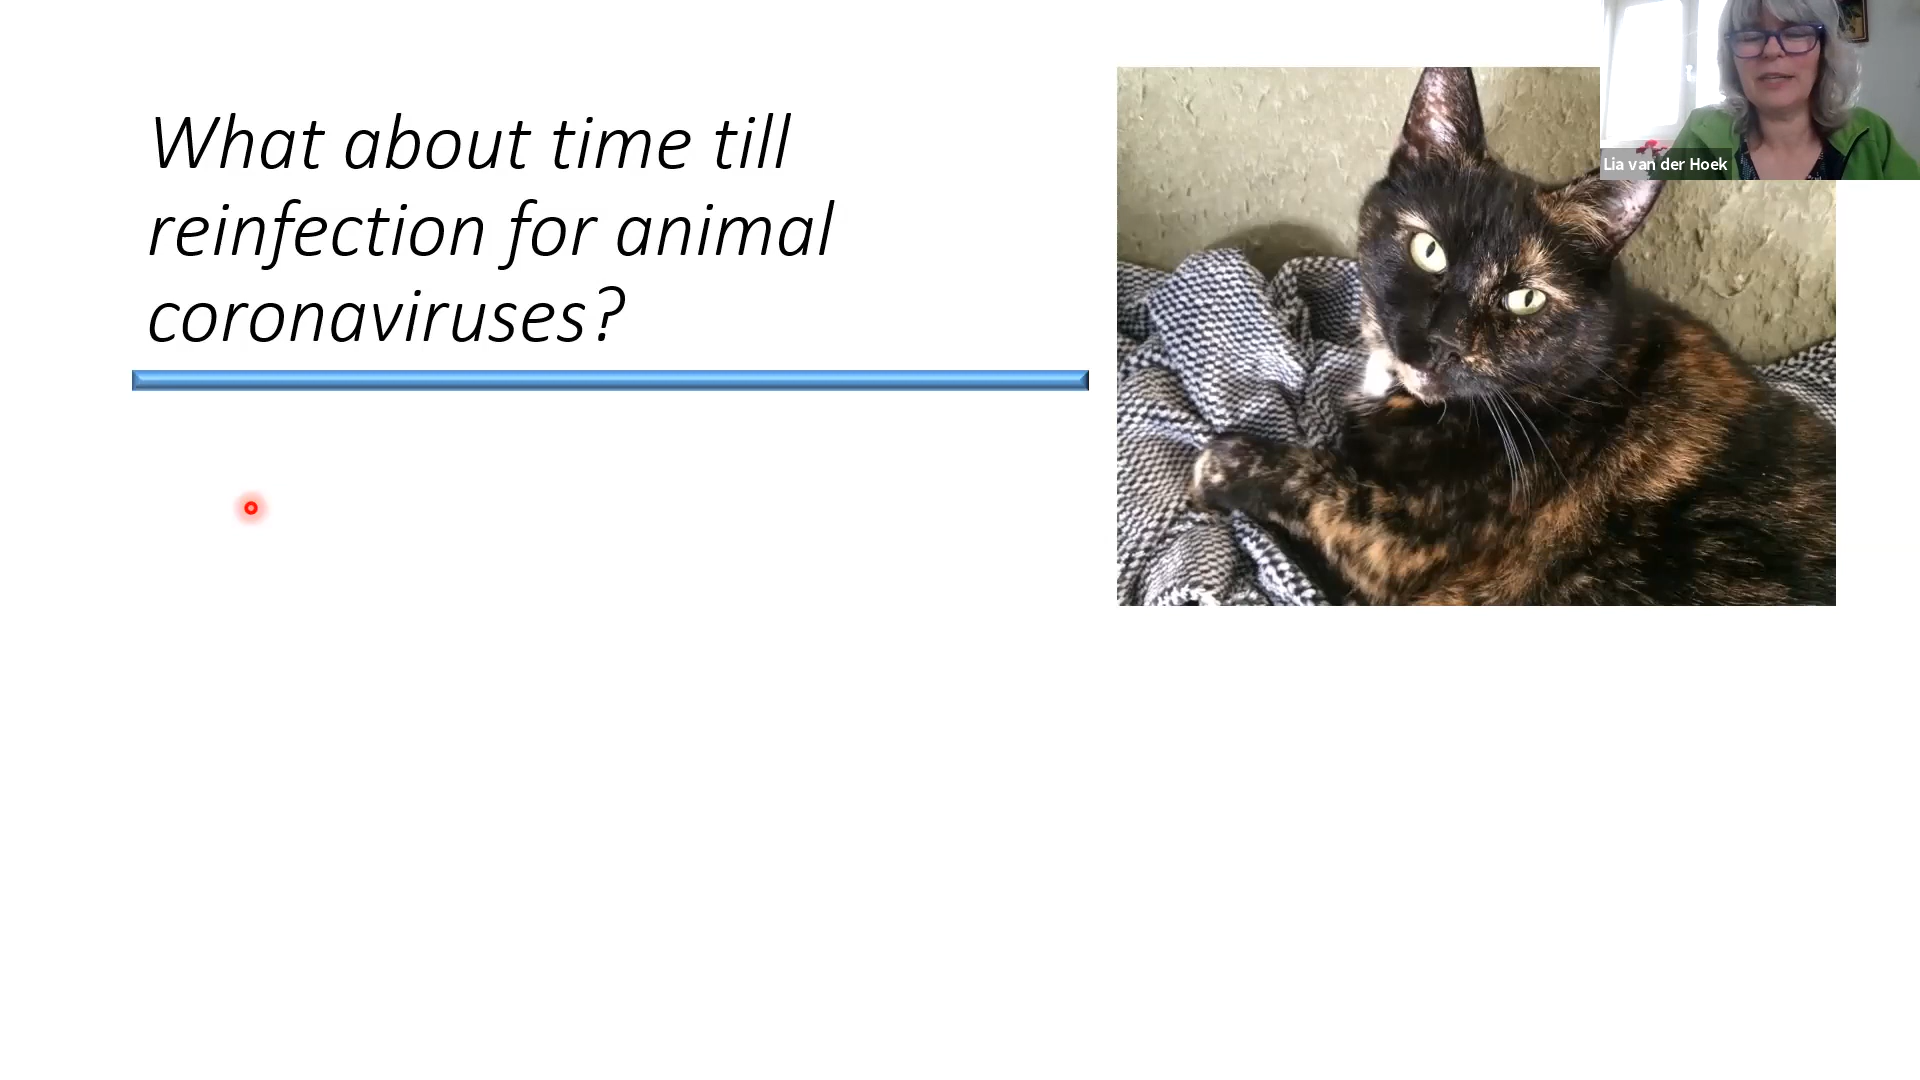 What about time till
reinfection for animal
coronaviruses?
Lia van der Hoek